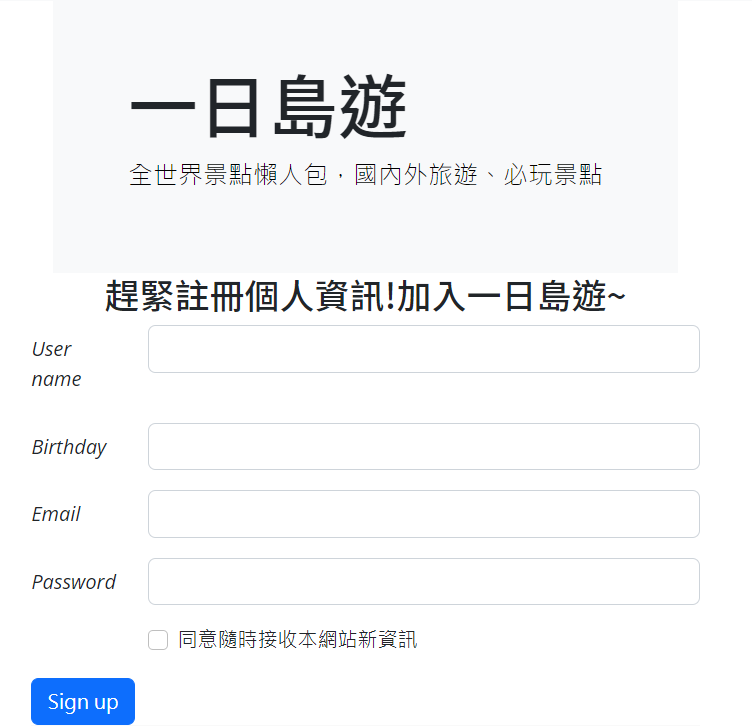 一日島遊
全世界景點懶人包，國內外旅遊、必玩景點
趕緊註冊個人資訊!加入一日島遊~
User
name
Birthday
Email
Password
同意隨時接收本網站新資訊
Sign up